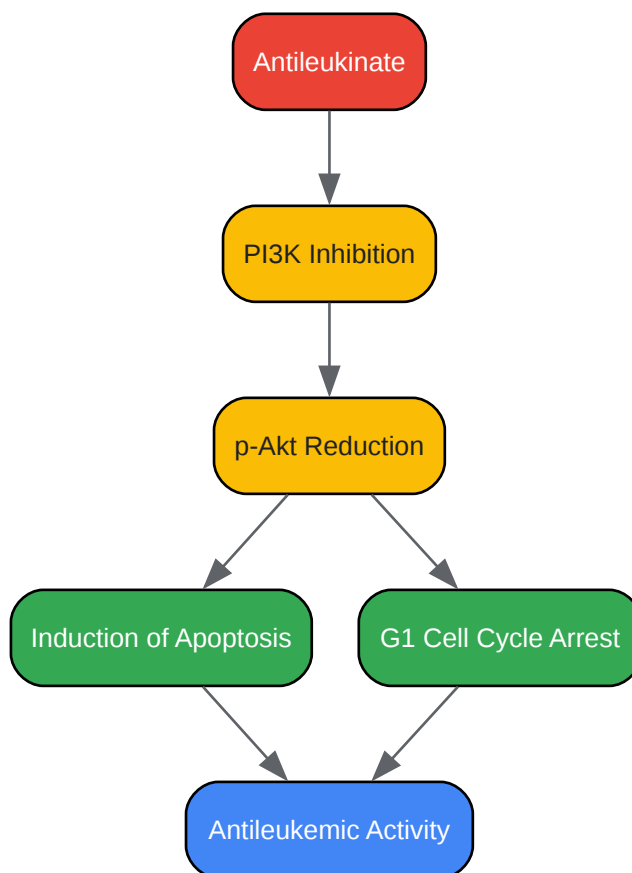 Antileukinate
PI3K Inhibition
p-Akt Reduction
Induction of Apoptosis
G1 Cell Cycle Arrest
Antileukemic Activity